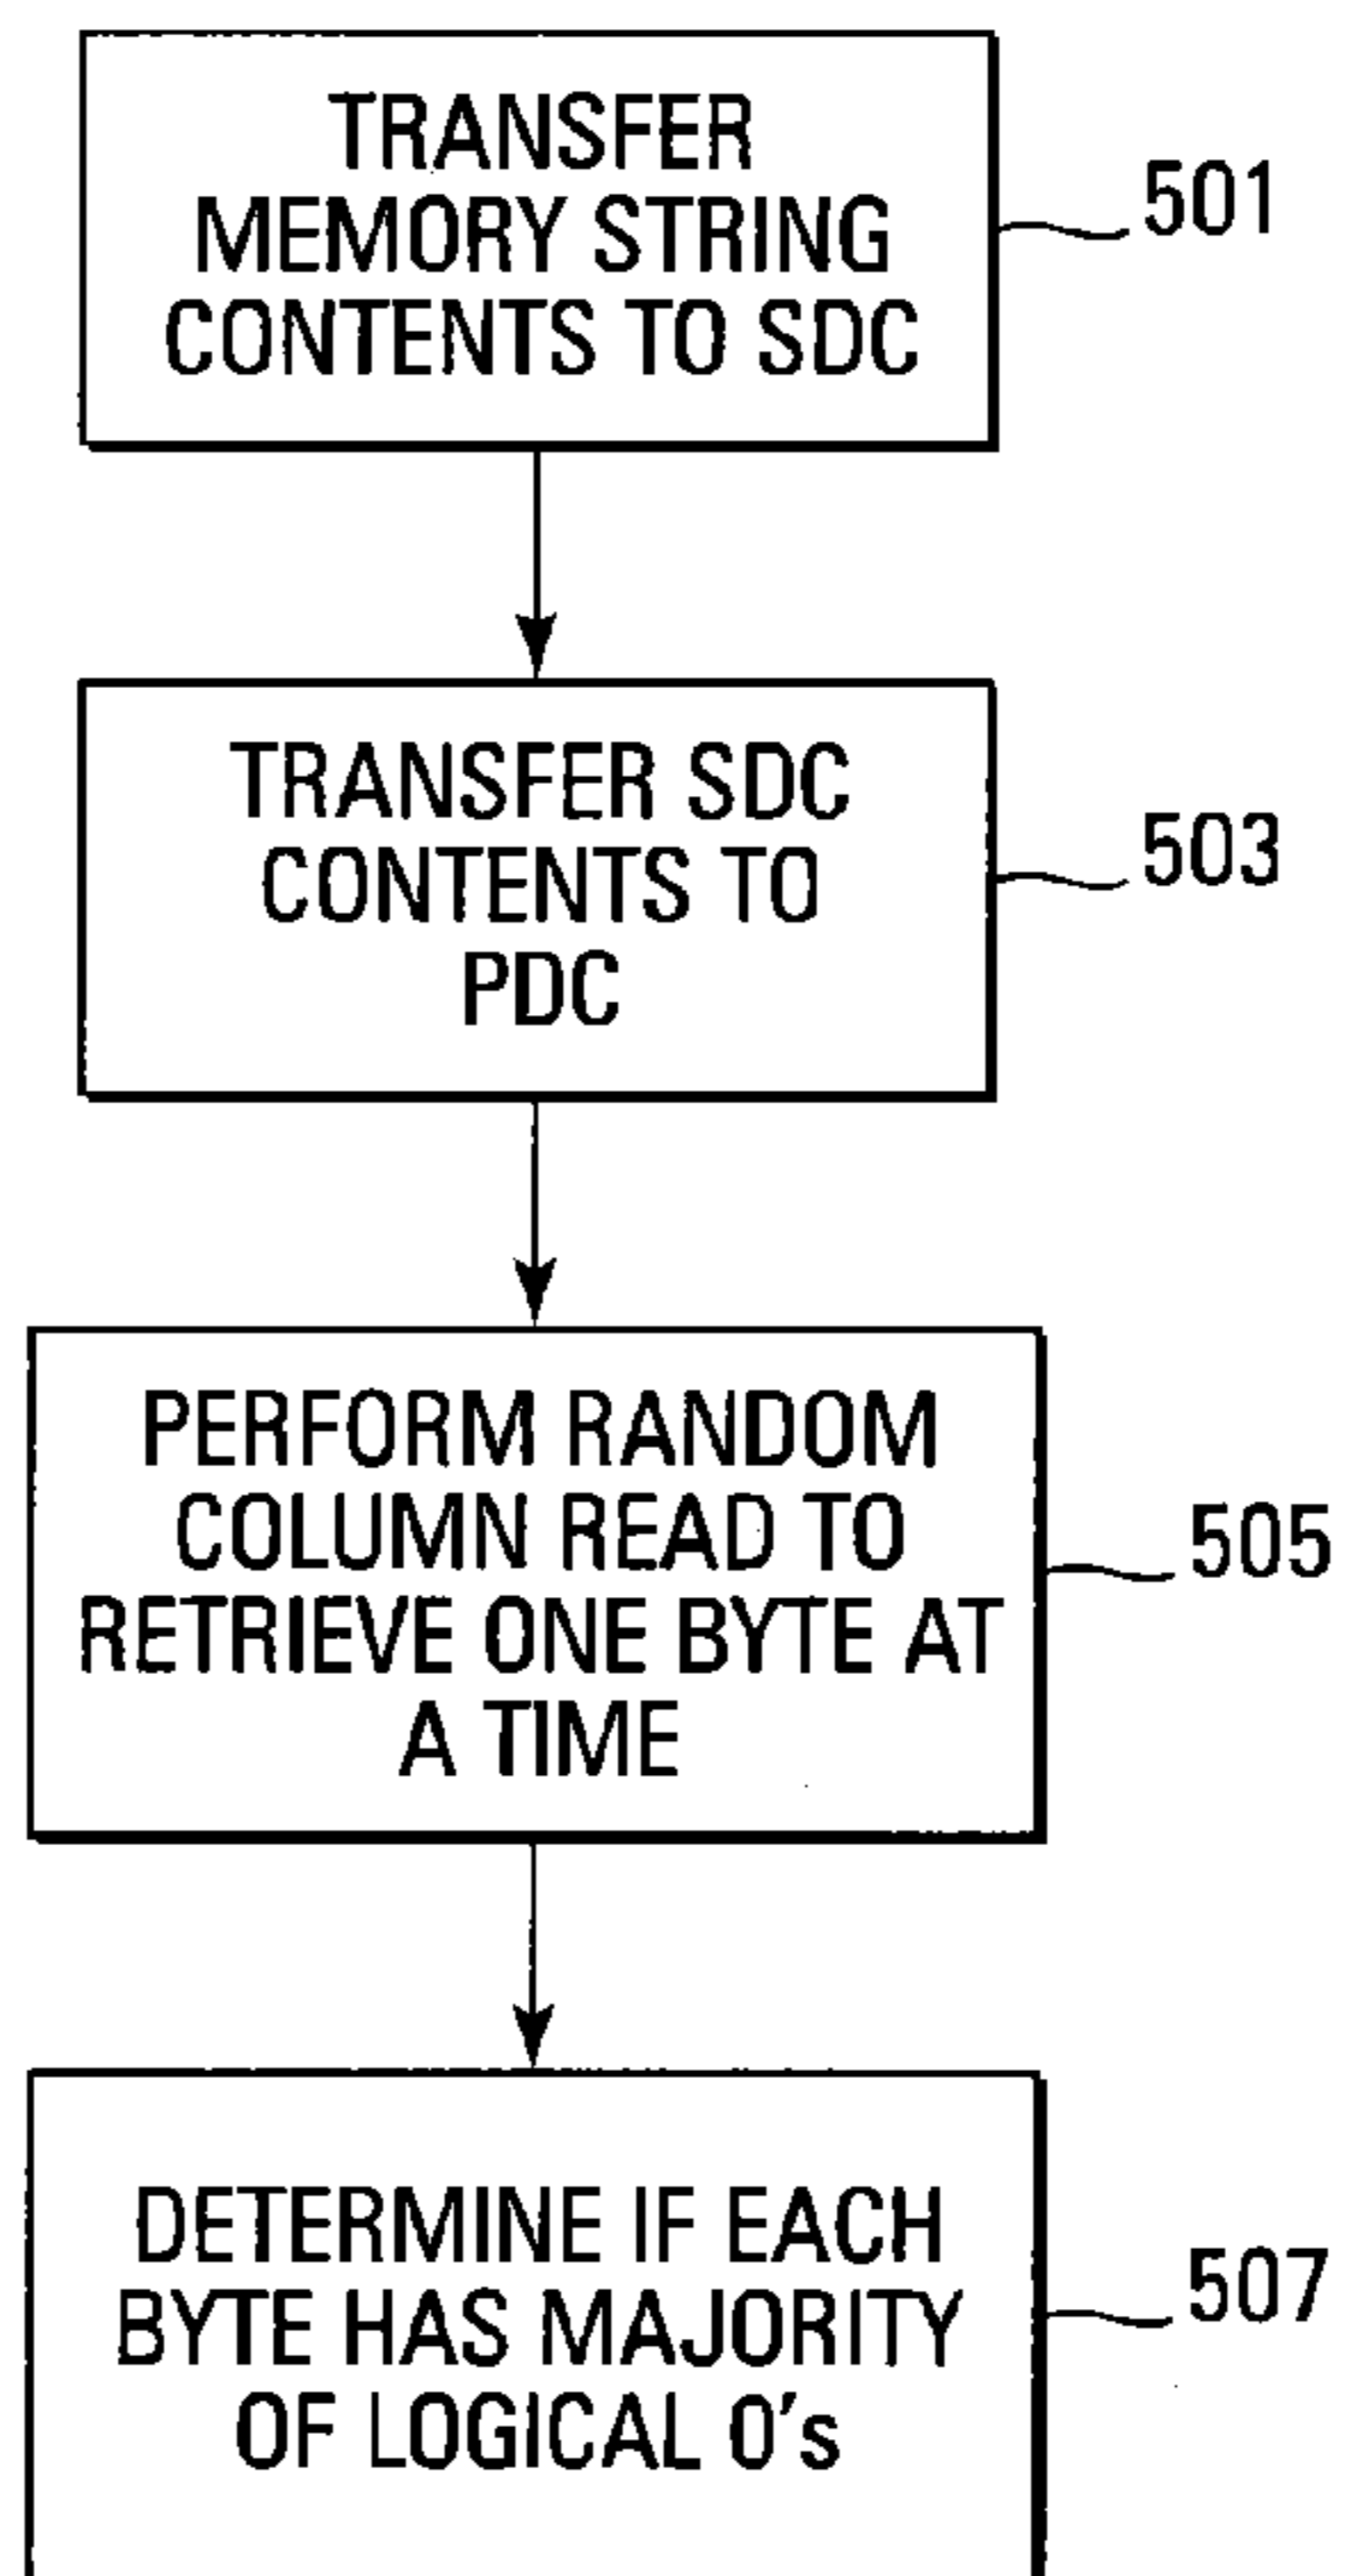 TRANSFER
MEMORY STRING
CONTENTS TO SDC
501
TRANSFER SDC
CONTENTS TO
PDC
503
PERFORM RANDOM
COLUMN READ TO
RETRIEVE ONE BYTE AT
A TIME
505
DETERMINE IF EACH
BYTE HAS MAJORITY
OF LOGICAL 0's
507